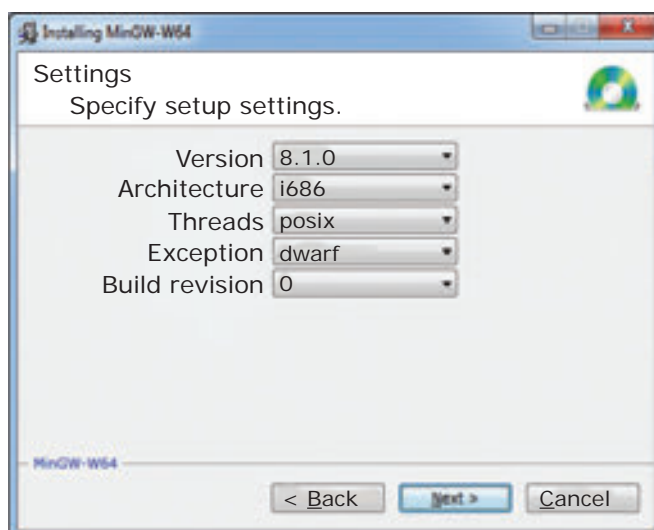 Installing MinGW-W64
Settings
Specify setup settings.
Version 8.1.0
Architecture i686
Threads posix
Exception dwarf
Build revision 0
MinGW-W64
< Back Next > Cancel